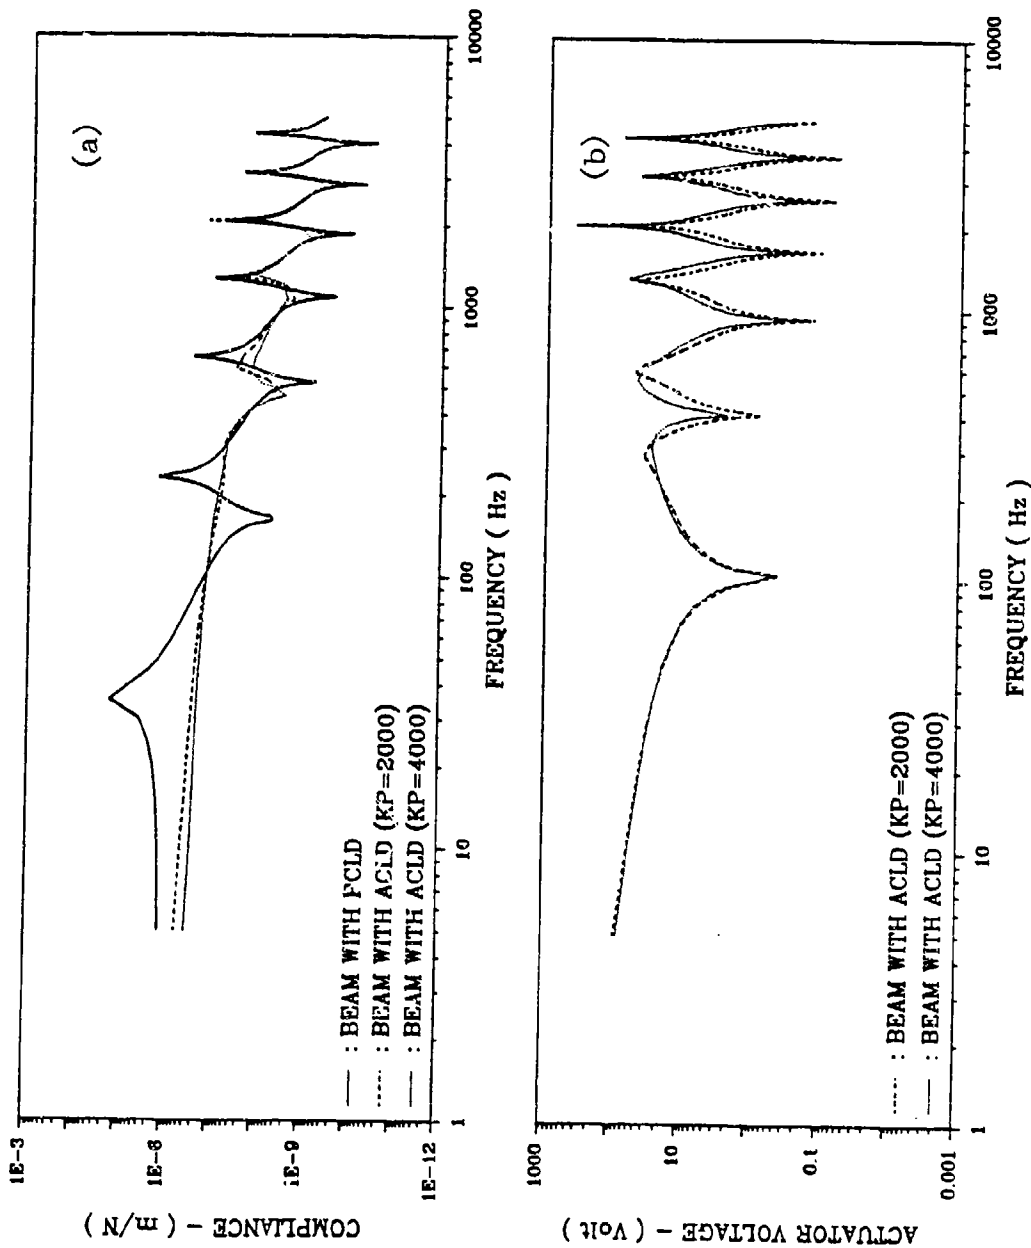 (a)
1E-3
1E-8
1E-9
1E-12
COMPLIANCE - ( m/N )
: BEAM WITH PCLD
: BEAM WITH ACLD (KP=2000)
: BEAM WITH ACLD (KP=4000)
1
10
100
1000
10000
FREQUENCY ( Hz )
(b)
1000
10
0.1
0.001
ACTUATOR VOLTAGE - ( Volt )
: BEAM WITH ACLD (KP=2000)
: BEAM WITH ACLD (KP=4000)
1
10
100
1000
10000
FREQUENCY ( Hz )